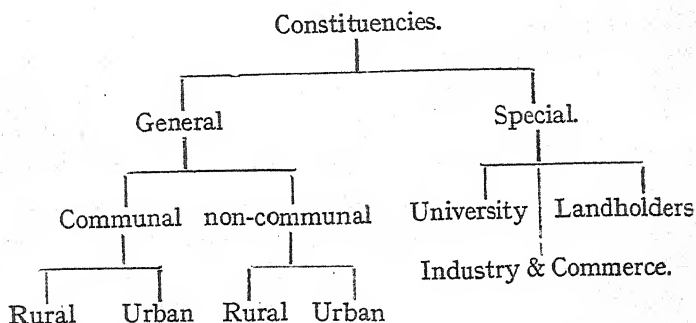 Constituencies.
General Special.
Communal non-communal University Landholders
Industry & Commerce.
Rural Urban Rural Urban